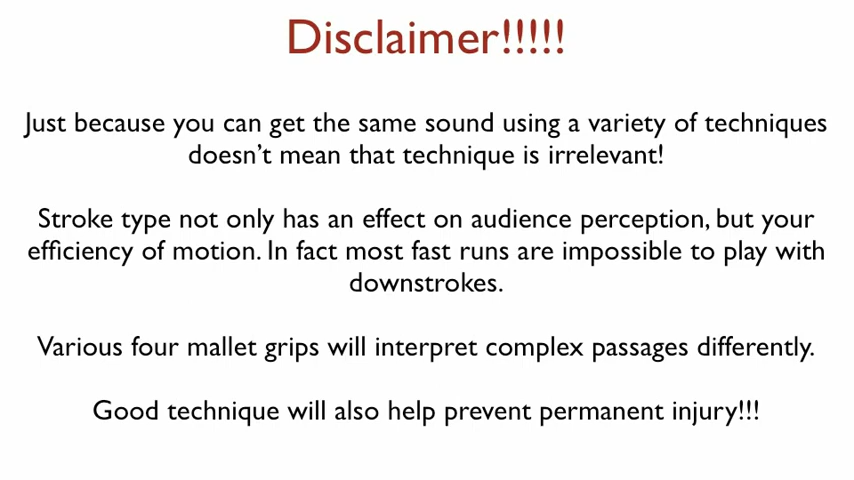 Disclaimer!!!!!
Just because you can get the same sound using a variety of techniques
doesn't mean that technique is irrelevant!
Stroke type not only has an effect on audience perception, but your
efficiency of motion. In fact most fast runs are impossible to play with
downstrokes.
Various four mallet grips will interpret complex passages differently.
Good technique will also help prevent permanent injury!!!